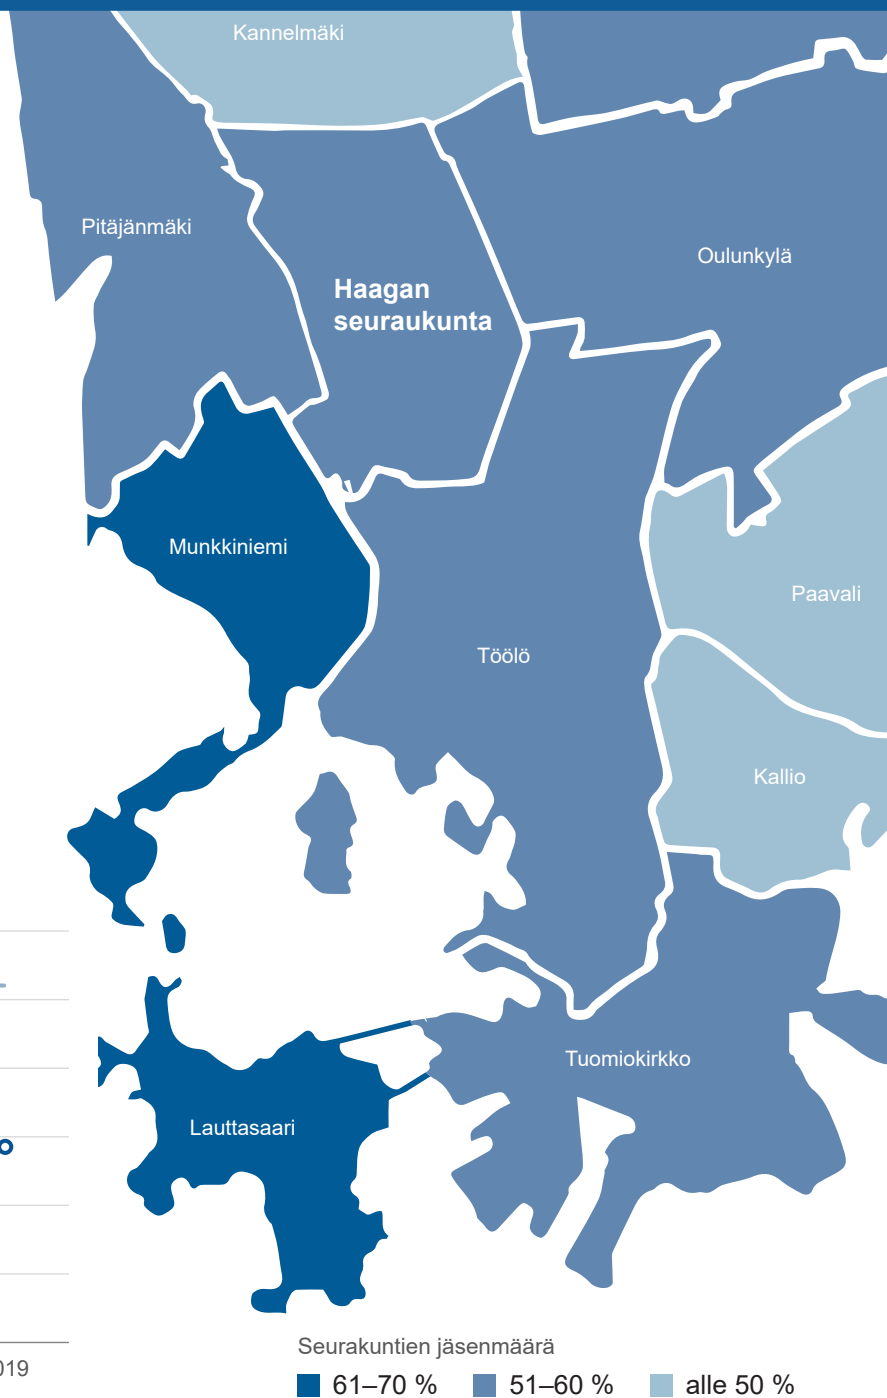 Kannelmäki
Pitäjänmäki
Oulunkylä
Haagan
seuraukunta
Munkkiniemi
Paavali
Töölö
Kallio
Tuomiokirkko
Lauttasaari
019
Seurakuntien jäsenmäärä
61–70 %
51–60 %
alle 50 %